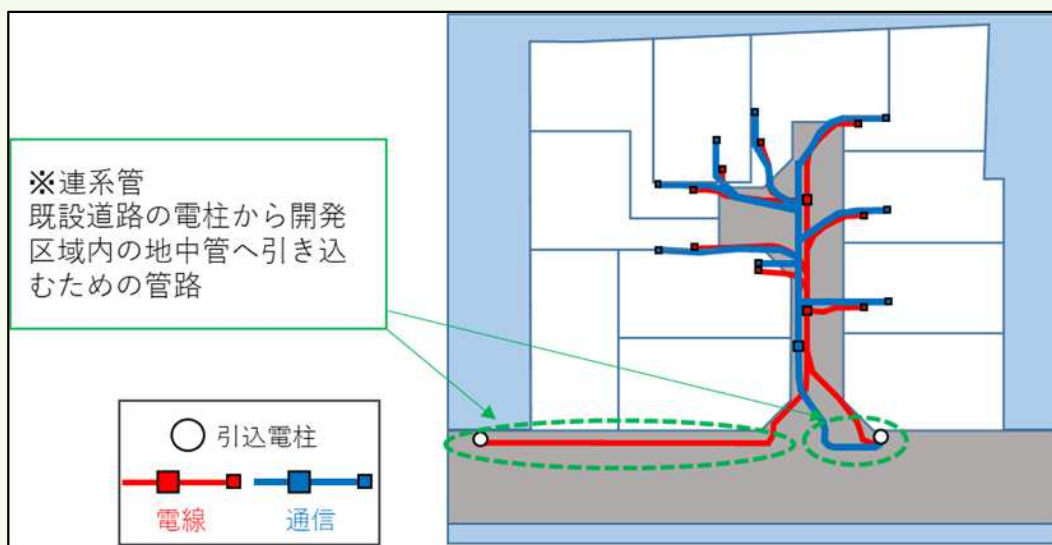 ※連系管
既設道路の電柱から開発
区域内の地中管へ引き込
むための管路
引込電柱
電線
通信